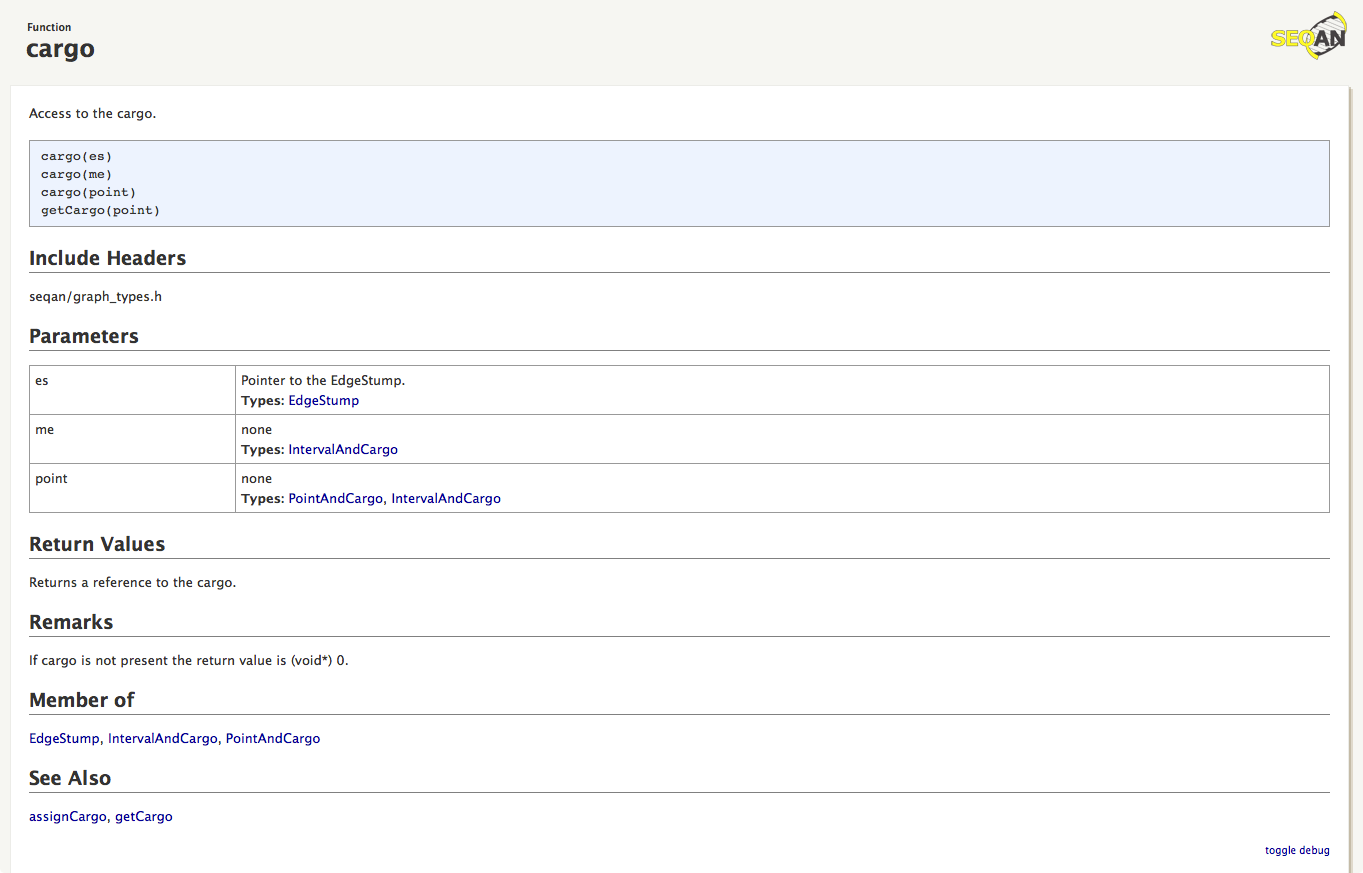 Function
cargo
SEQAN
Access to the cargo.
cargo(es)
cargo(me)
cargo(point)
getCargo(point)
Include Headers
seqan/graph_types.h
Parameters
es
Pointer to the EdgeStump.
Types: EdgeStump
me
none
Types: IntervalAndCargo
point
none
Types: PointAndCargo, IntervalAndCargo
Return Values
Returns a reference to the cargo.
Remarks
If cargo is not present the return value is (void*) 0.
Member of
EdgeStump, IntervalAndCargo, PointAndCargo
See Also
assignCargo, getCargo
toggle debug